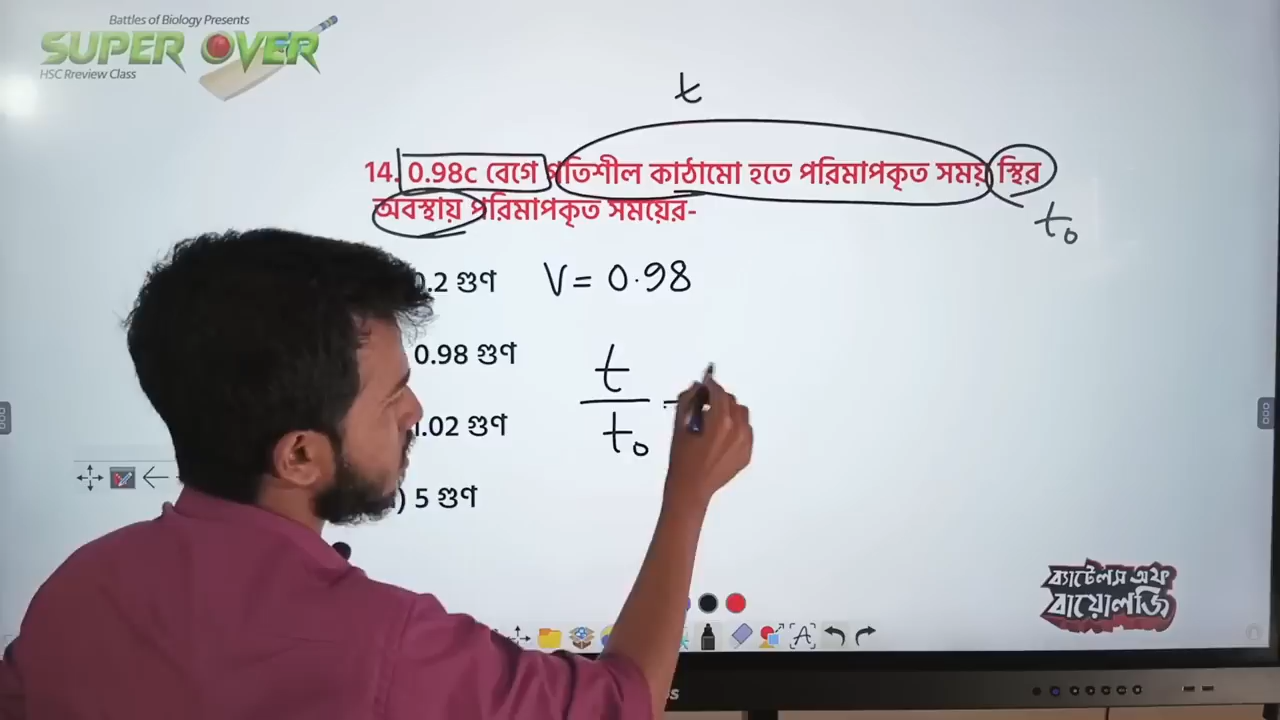 Battles of Biology Presents
SUPER OVER
HSC Rreview Class
t
14. 0.98c বেগে গতিশীল কাঠামো হতে পরিমাপকৃত সময় স্থির
অবস্থায় পরিমাপকৃত সময়ের-
t₀
.2 গুণ
V = 0.98
0.98 গুণ
t
t₀
1.02 গুণ
) 5 গুণ
ব্যাটেলস অফ
বায়োলজি